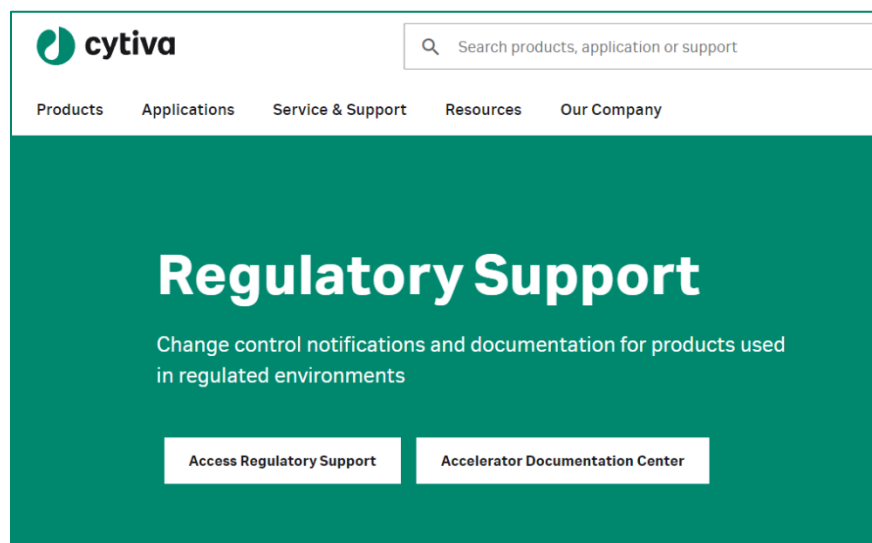 cytiva
Search products, application or support
Products Applications Service & Support Resources Our Company
Regulatory Support
Change control notifications and documentation for products used
in regulated environments
Access Regulatory Support Accelerator Documentation Center